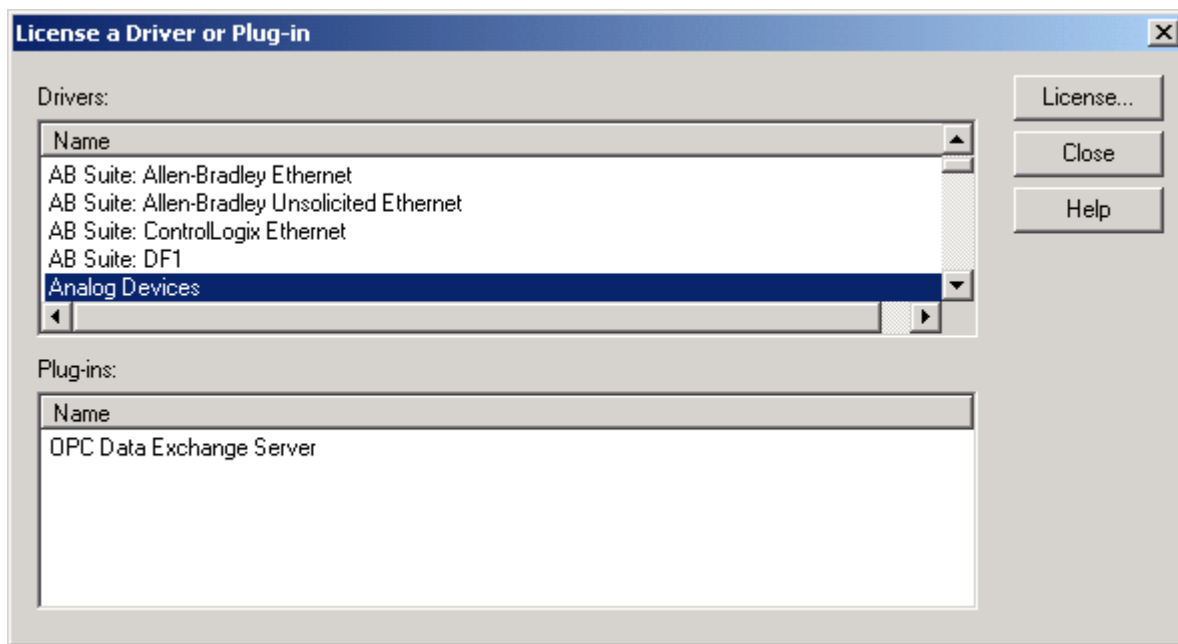 License a Driver or Plug-in
Drivers:
Name
AB Suite: Allen-Bradley Ethernet
AB Suite: Allen-Bradley Unsolicited Ethernet
AB Suite: ControlLogix Ethernet
AB Suite: DF1
Analog Devices
License...
Close
Help
Plug-ins:
Name
OPC Data Exchange Server